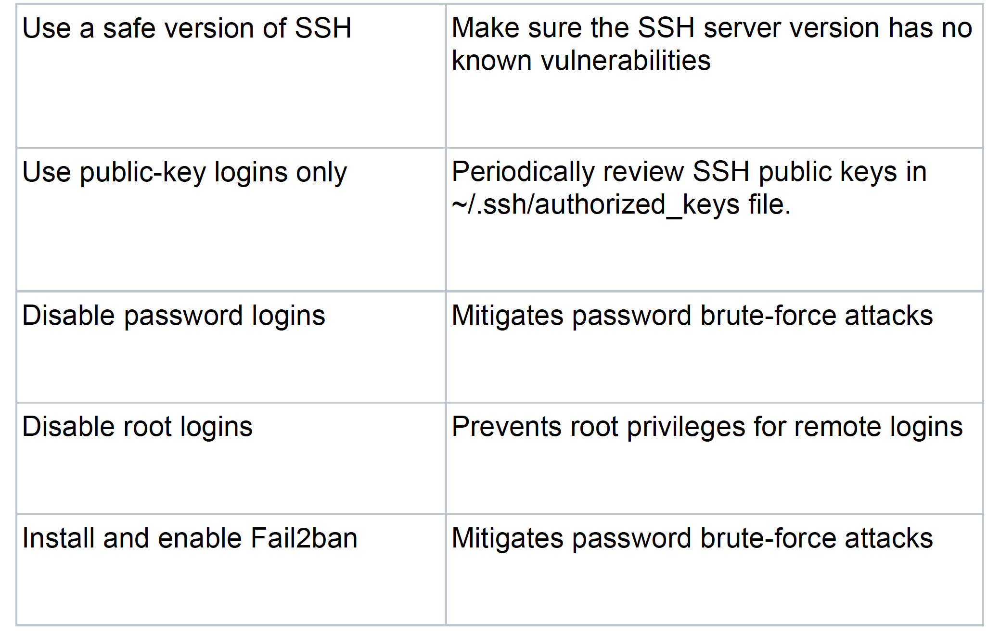 Use a safe version of SSH
Make sure the SSH server version has no
known vulnerabilities
Use public-key logins only
Periodically review SSH public keys in
~/.ssh/authorized_keys file.
Disable password logins
Mitigates password brute-force attacks
Disable root logins
Prevents root privileges for remote logins
Install and enable Fail2ban
Mitigates password brute-force attacks